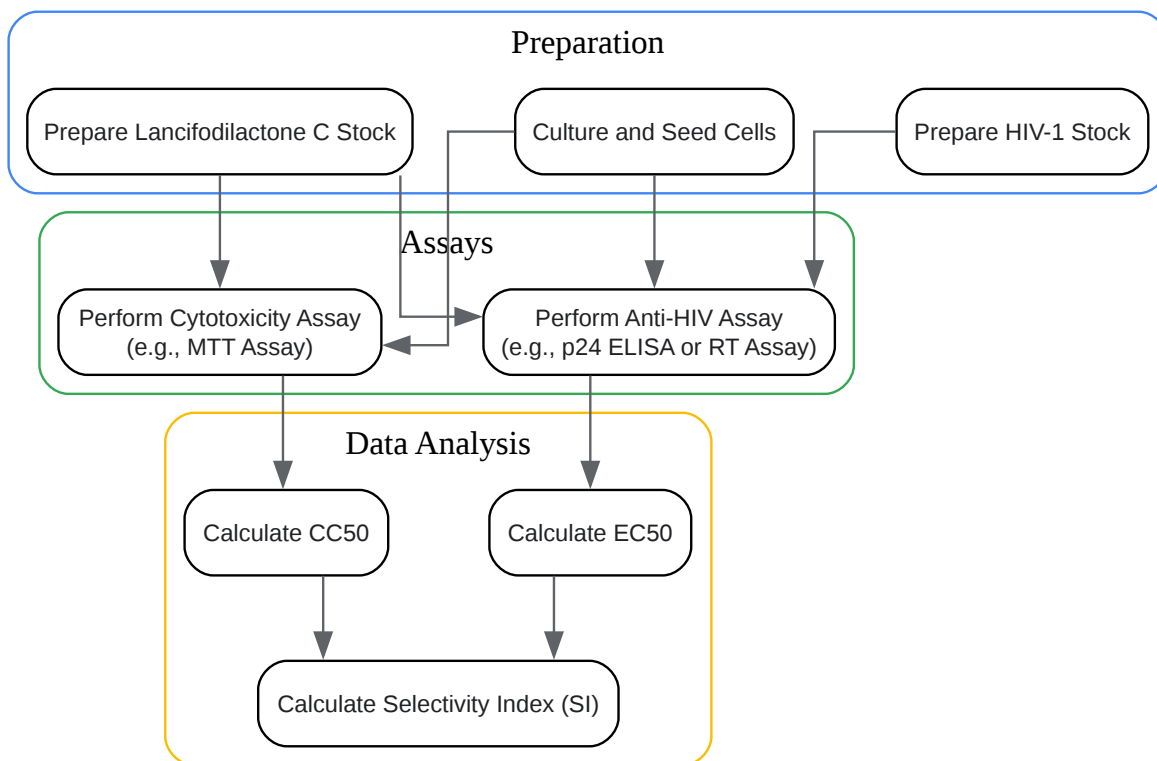 Preparation
Prepare Lancifodilactone C Stock
Culture and Seed Cells
Prepare HIV-1 Stock
Assays
Perform Cytotoxicity Assay
(e.g., MTT Assay)
Perform Anti-HIV Assay
(e.g., p24 ELISA or RT Assay)
Data Analysis
Calculate CC50
Calculate EC50
Calculate Selectivity Index (SI)